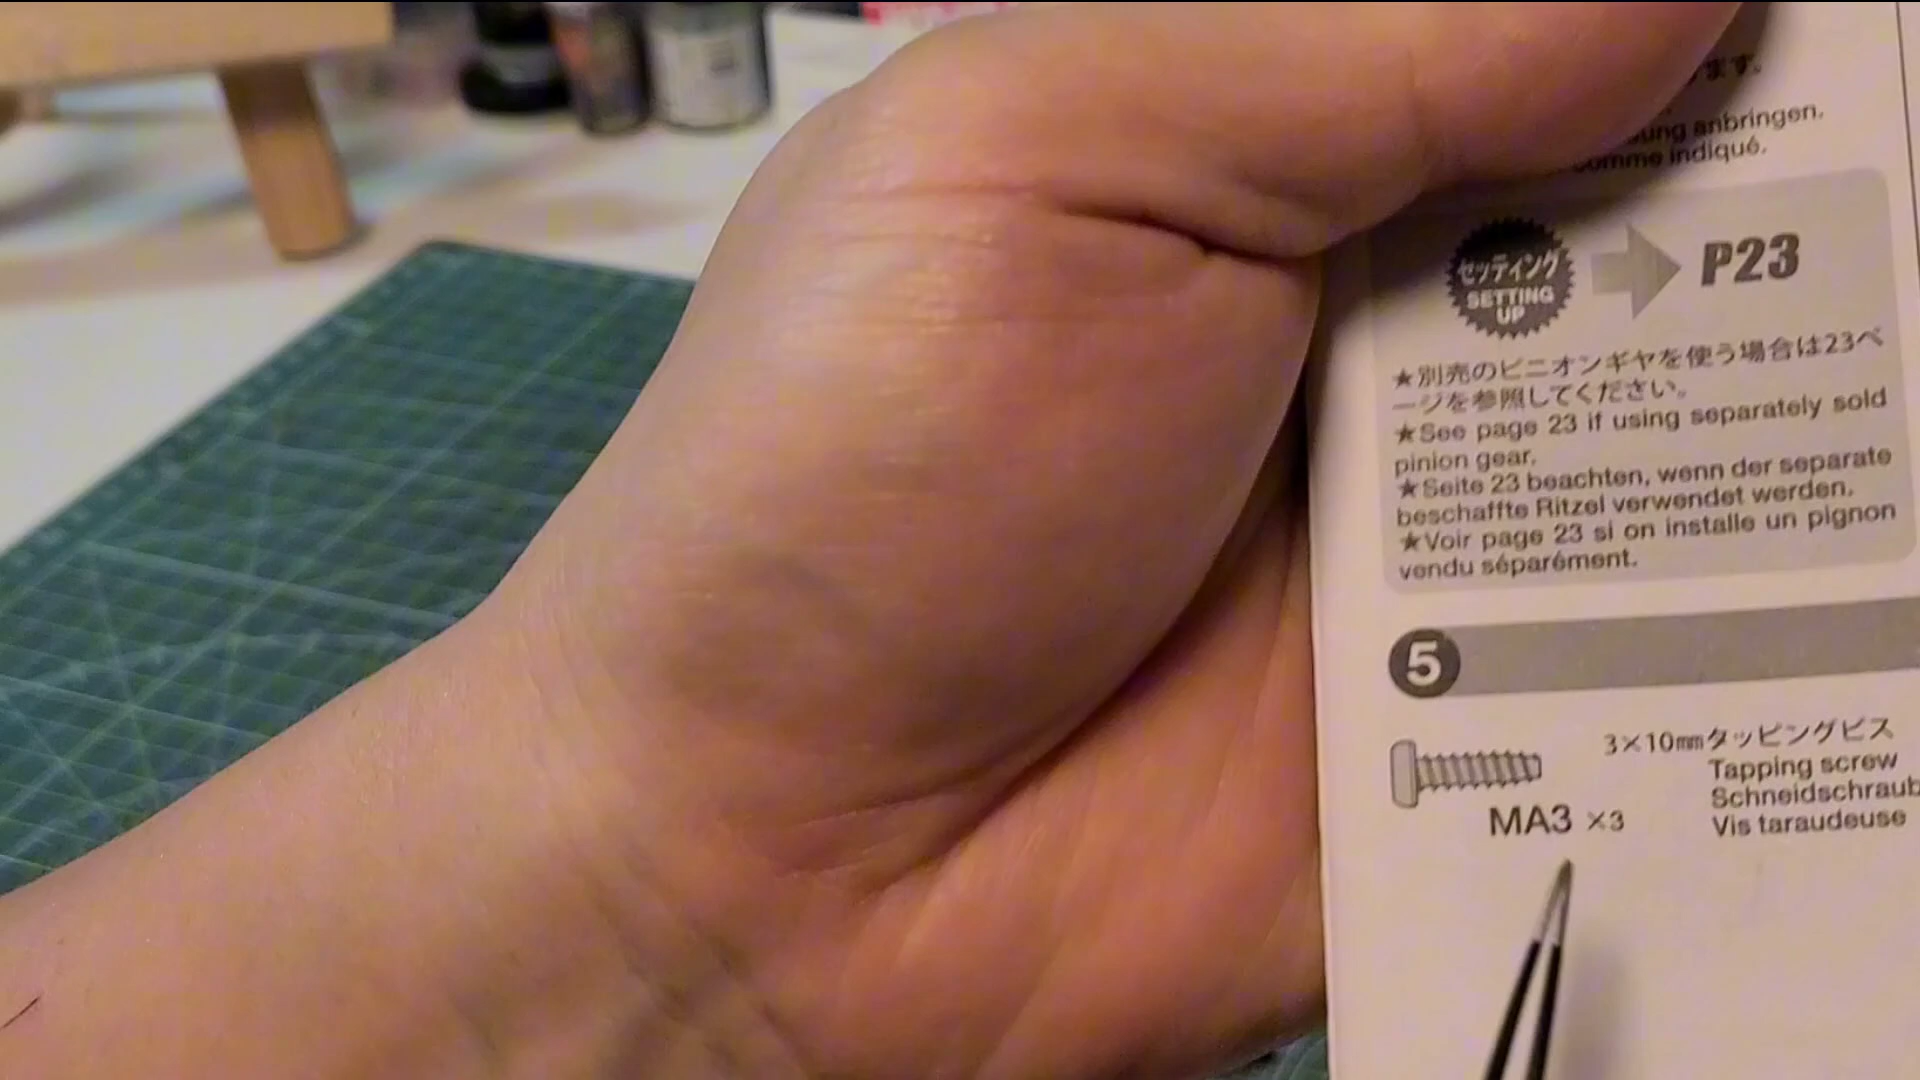 ます.
anbringen.
comme indiqué.
セッティング
SETTING
UP
P23
★別売のピニオンギヤを使う場合は23ペ
ージを参照してください。
★See page 23 if using separately sold
pinion gear.
★Seite 23 beachten, wenn der separate
beschaffte Ritzel verwendet werden.
★Voir page 23 si on installe un pignon
vendu séparément.
5
3×10mmタッピングビス
Tapping screw
Schneidschraub
Vis taraudeuse
MA3 ×3